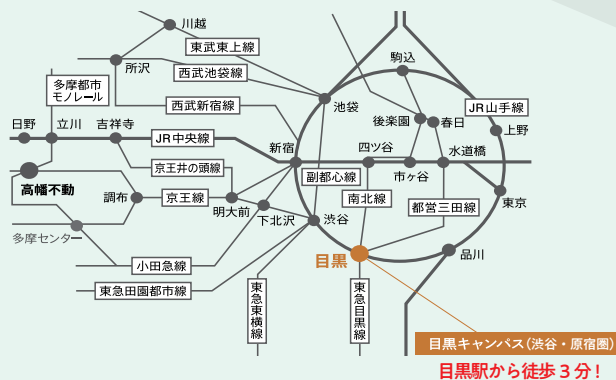 川越
東武東上線
駒込
所沢
西武池袋線
多摩都市
モノレール
池袋
JR山手線
西武新宿線
後楽園
春日
日野
立川
吉祥寺
JR中央線
上野
新宿
四ツ谷
水道橋
京王井の頭線
副都心線
市ヶ谷
高幡不動
調布
京王線
明大前
南北線
都営三田線
東京
下北沢
渋谷
多摩センター
目黒
品川
小田急線
東急田園都市線
東急東横線
東急目黒線
目黒キャンパス(渋谷・原宿圏)
目黒駅から徒歩3分！